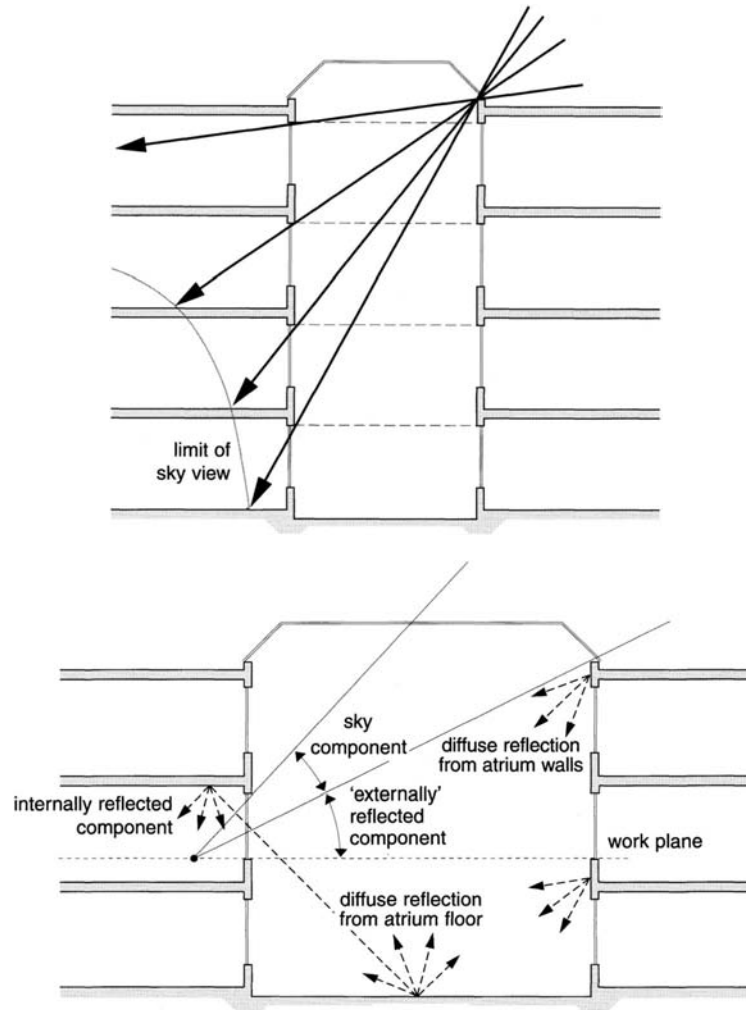 limit of
sky view
sky
component
diffuse reflection
from atrium walls
'externally'
reflected
component
internally reflected
component
work plane
diffuse reflection
from atrium floor